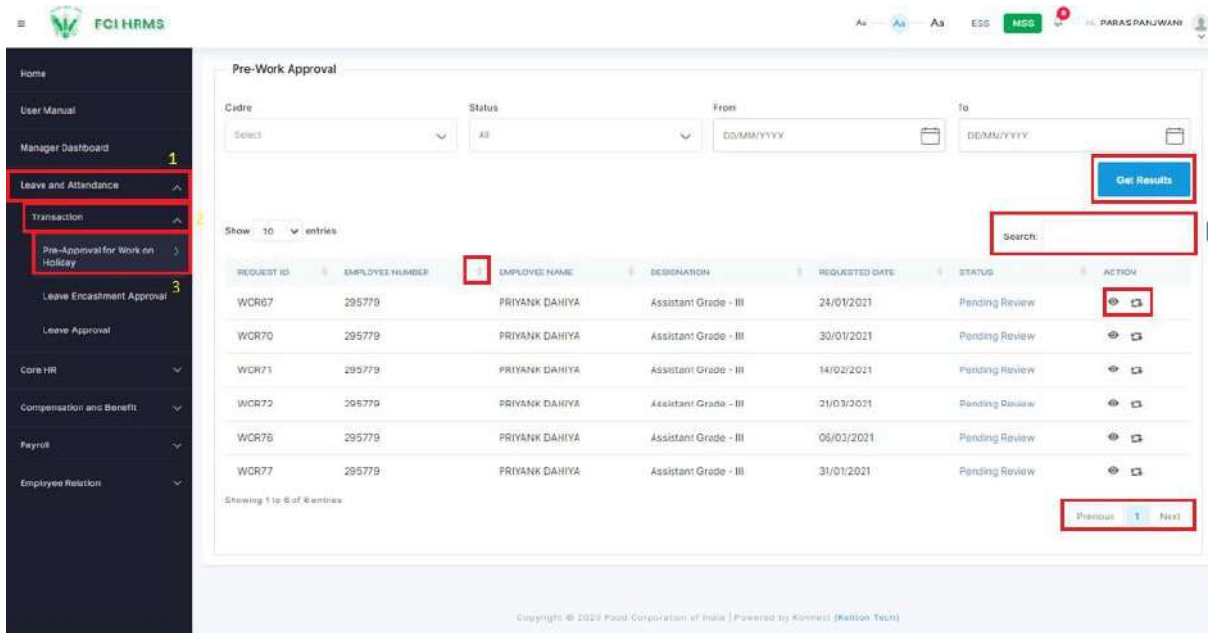 FCI HRMS
Aa Aa Aa ESS MSS PARAS PANJWANI
Home
User Manual
Manager Dashboard
1
Leave and Attendance
Transaction
2
Pre-Approval for Work on
Holiday
3
Leave Encashment Approval
Leave Approval
Core HR
Compensation and Benefit
Payroll
Employee Relation
Pre-Work Approval
Cadre Status From To
Select All DD/MM/YYYY DD/MM/YYYY
Get Results
Show 10 entries
Search:
REQUEST ID EMPLOYEE NUMBER EMPLOYEE NAME DESIGNATION REQUESTED DATE STATUS ACTION
WOR67 295779 PRIYANK DAHIYA Assistant Grade - III 24/01/2021 Pending Review
WOR70 295779 PRIYANK DAHIYA Assistant Grade - III 30/01/2021 Pending Review
WOR71 295779 PRIYANK DAHIYA Assistant Grade - III 14/02/2021 Pending Review
WOR72 295779 PRIYANK DAHIYA Assistant Grade - III 21/03/2021 Pending Review
WOR76 295779 PRIYANK DAHIYA Assistant Grade - III 06/03/2021 Pending Review
WOR77 295779 PRIYANK DAHIYA Assistant Grade - III 31/01/2021 Pending Review
Showing 1 to 6 of 6 entries
Previous 1 Next
Copyright © 2020 Food Corporation of India | Powered by Konnect (Kellton Tech)